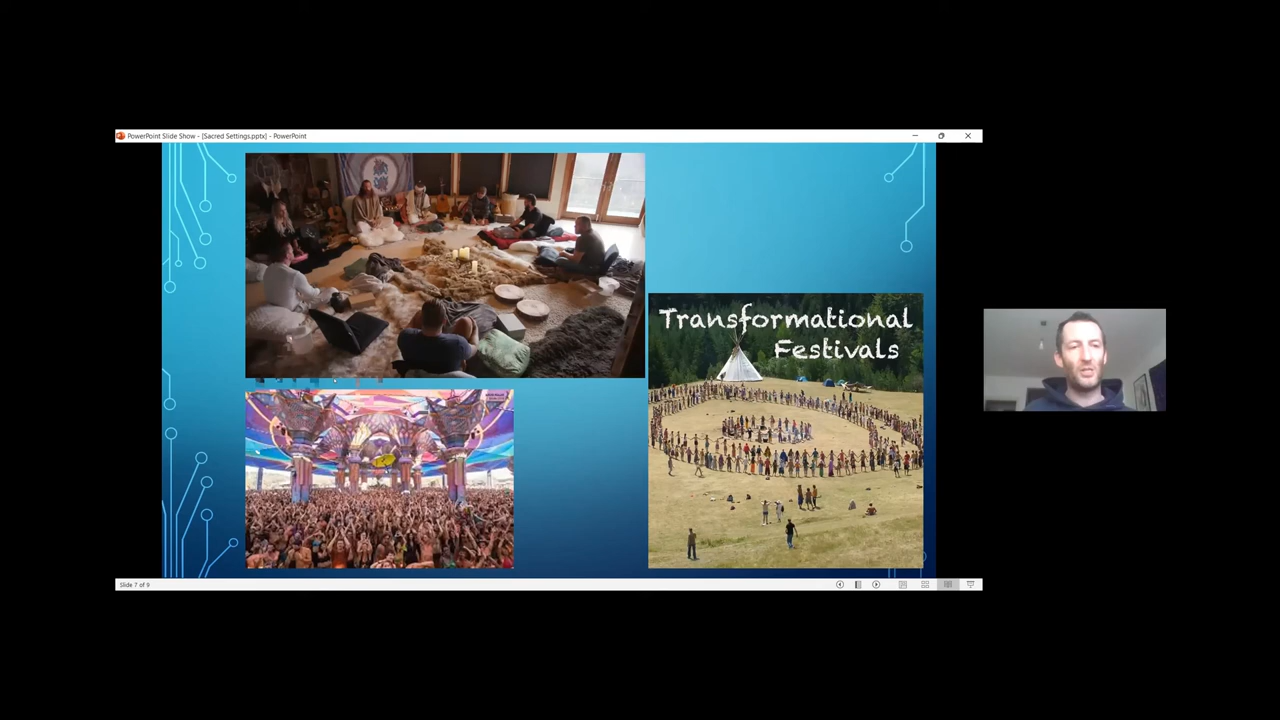 PowerPoint Slide Show - [Sacred Settings.pptx] - PowerPoint
Transformational
Festivals
Slide 7 of 9